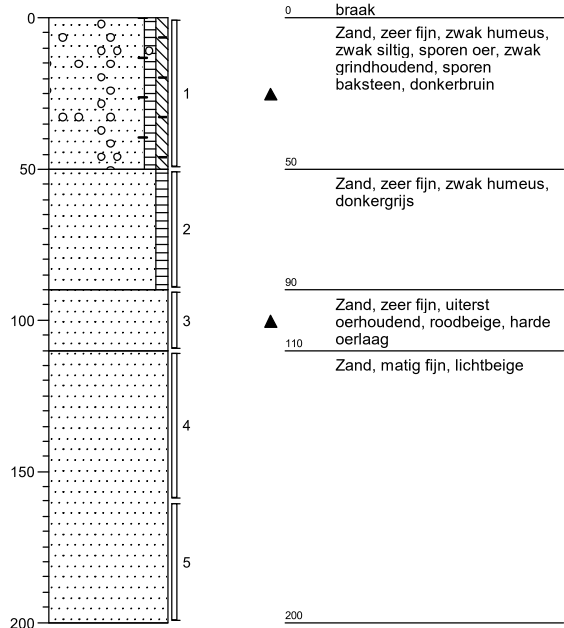 0
braak
0
Zand, zeer fijn, zwak humeus,
zwak siltig, sporen oer, zwak
grindhoudend, sporen
baksteen, donkerbruin
1
50
50
Zand, zeer fijn, zwak humeus,
donkergrijs
2
90
Zand, zeer fijn, uiterst
oerhoudend, roodbeige, harde
oerlaag
100
3
110
Zand, matig fijn, lichtbeige
4
150
5
200
200